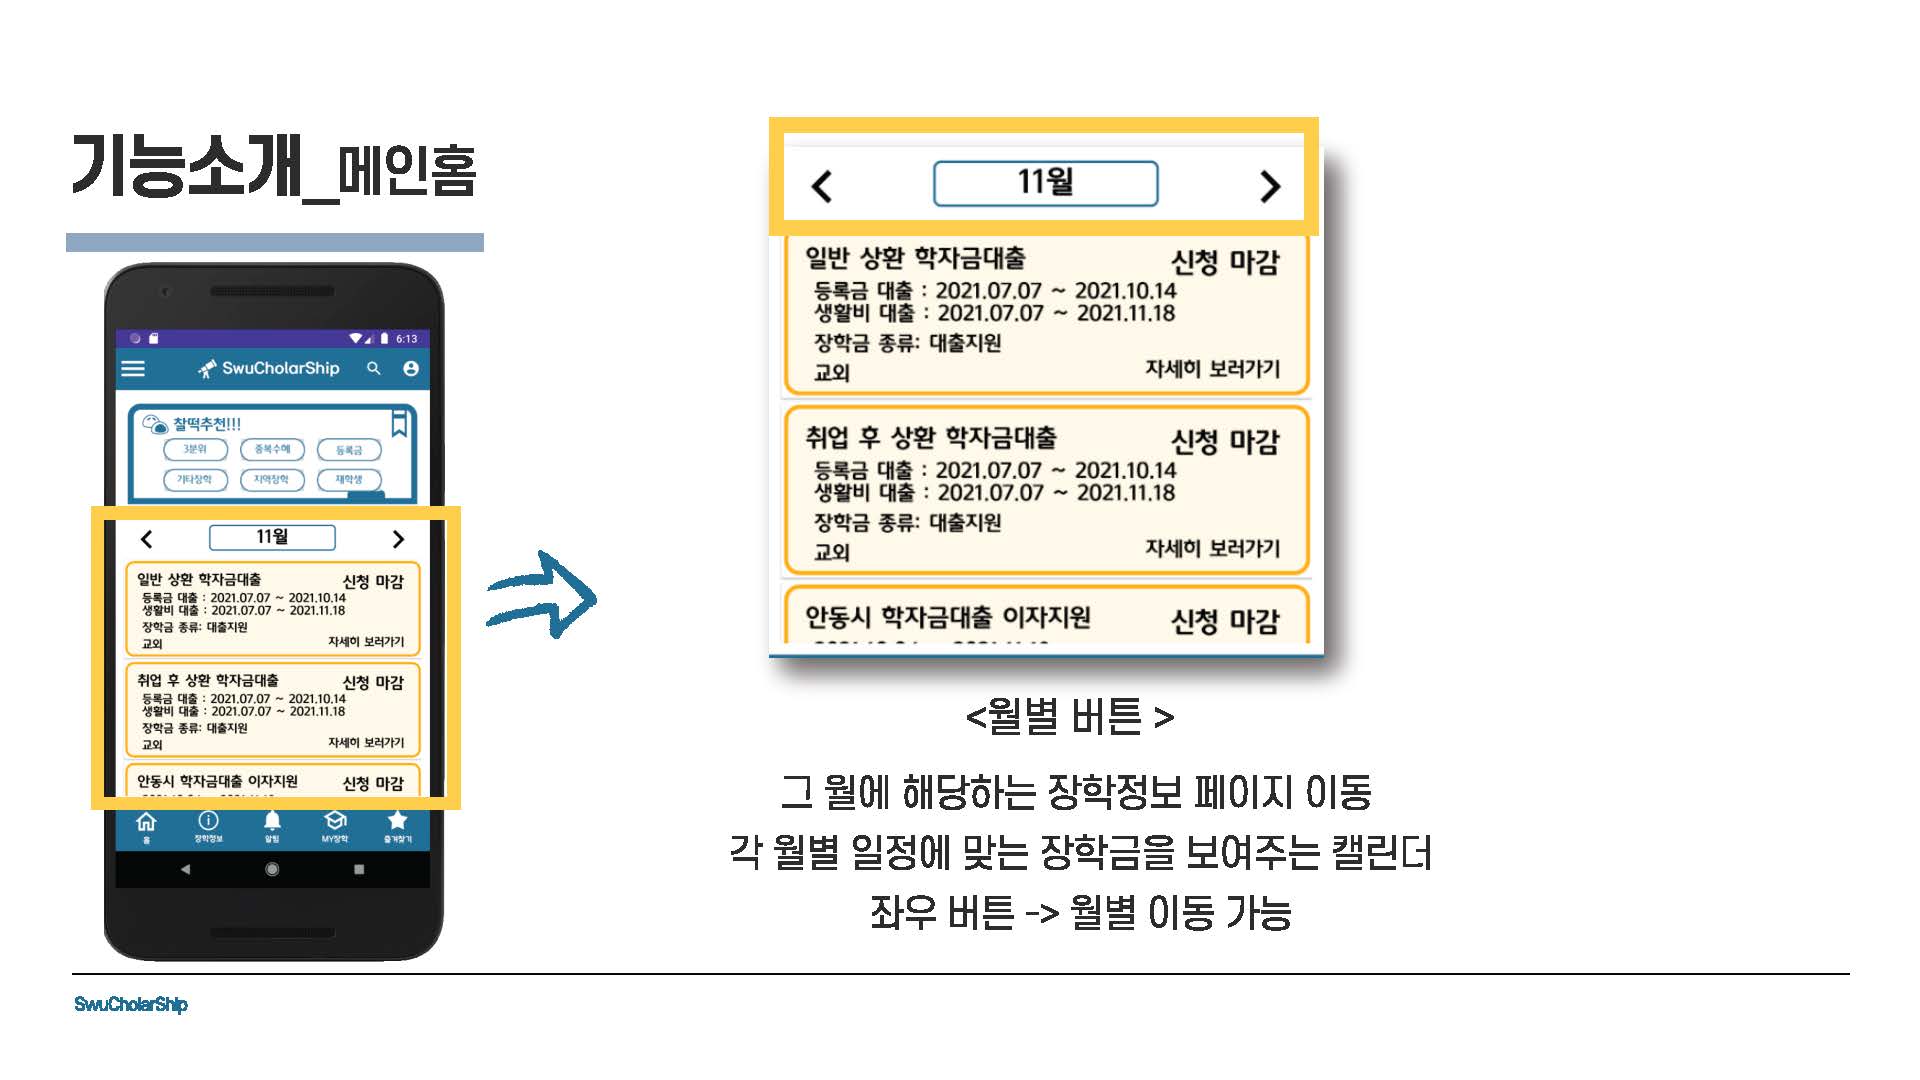 기능소개_메인홈
6:13
SwuCholarShip
찰떡추천!!!
3분위 중복수혜 등록금
기타장학 지역장학 재학생
11월
일반 상환 학자금대출 신청 마감
등록금 대출 : 2021.07.07 ~ 2021.10.14
생활비 대출 : 2021.07.07 ~ 2021.11.18
장학금 종류: 대출지원
교외 자세히 보러가기
취업 후 상환 학자금대출 신청 마감
등록금 대출 : 2021.07.07 ~ 2021.10.14
생활비 대출 : 2021.07.07 ~ 2021.11.18
장학금 종류: 대출지원
교외 자세히 보러가기
안동시 학자금대출 이자지원 신청 마감
홈 장학정보 알림 MY장학 즐겨찾기
11월
일반 상환 학자금대출 신청 마감
등록금 대출 : 2021.07.07 ~ 2021.10.14
생활비 대출 : 2021.07.07 ~ 2021.11.18
장학금 종류: 대출지원
교외 자세히 보러가기
취업 후 상환 학자금대출 신청 마감
등록금 대출 : 2021.07.07 ~ 2021.10.14
생활비 대출 : 2021.07.07 ~ 2021.11.18
장학금 종류: 대출지원
교외 자세히 보러가기
안동시 학자금대출 이자지원 신청 마감
<월별 버튼 >
그 월에 해당하는 장학정보 페이지 이동
각 월별 일정에 맞는 장학금을 보여주는 캘린더
좌우 버튼 -> 월별 이동 가능
SwuCholarShip